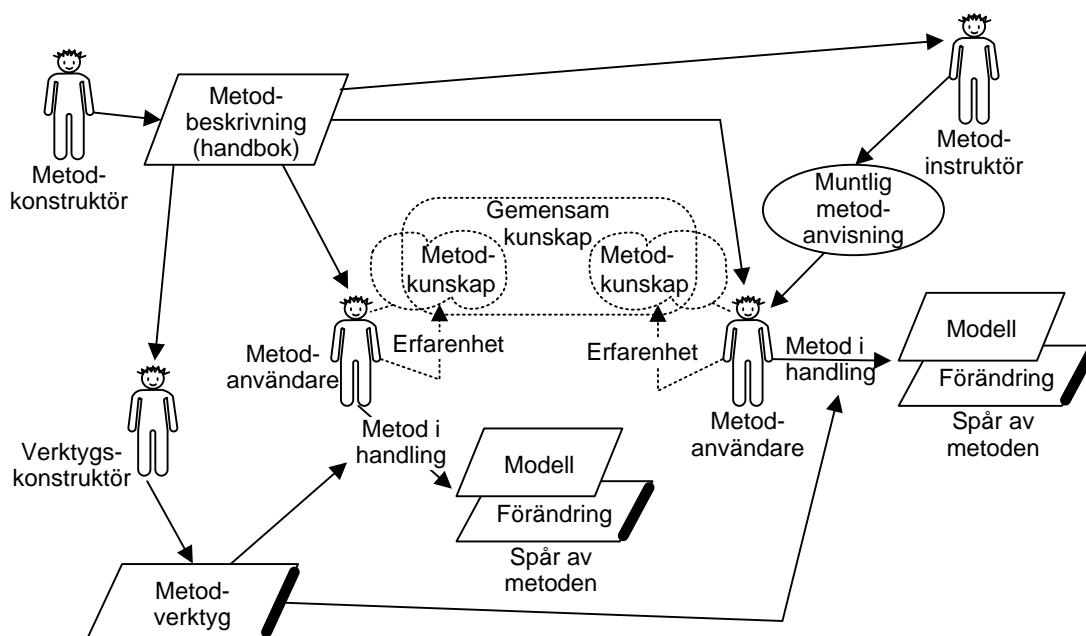 Metod-
beskrivning
(handbok)
Metod-
konstruktör
Metod-
instruktör
Muntlig
metod-
anvisning
Gemensam
kunskap
Metod-
kunskap
Metod-
kunskap
Metod-
användare
Erfarenhet
Erfarenhet
Metod i
handling
Modell
Förändring
Spår av
metoden
Metod-
användare
Verktygs-
konstruktör
Metod i
handling
Modell
Förändring
Spår av
metoden
Metod-
verktyg